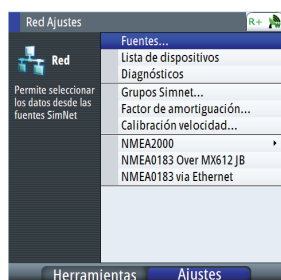 Red Ajustes
R+
Red
Permite seleccionar
los datos desde las
fuentes SimNet
Fuentes...
Lista de dispositivos
Diagnósticos
Grupos Simnet...
Factor de amortiguación...
Calibración velocidad...
NMEA2000
NMEA0183 Over MX612 JB
NMEA0183 via Ethernet
Herramientas
Ajustes